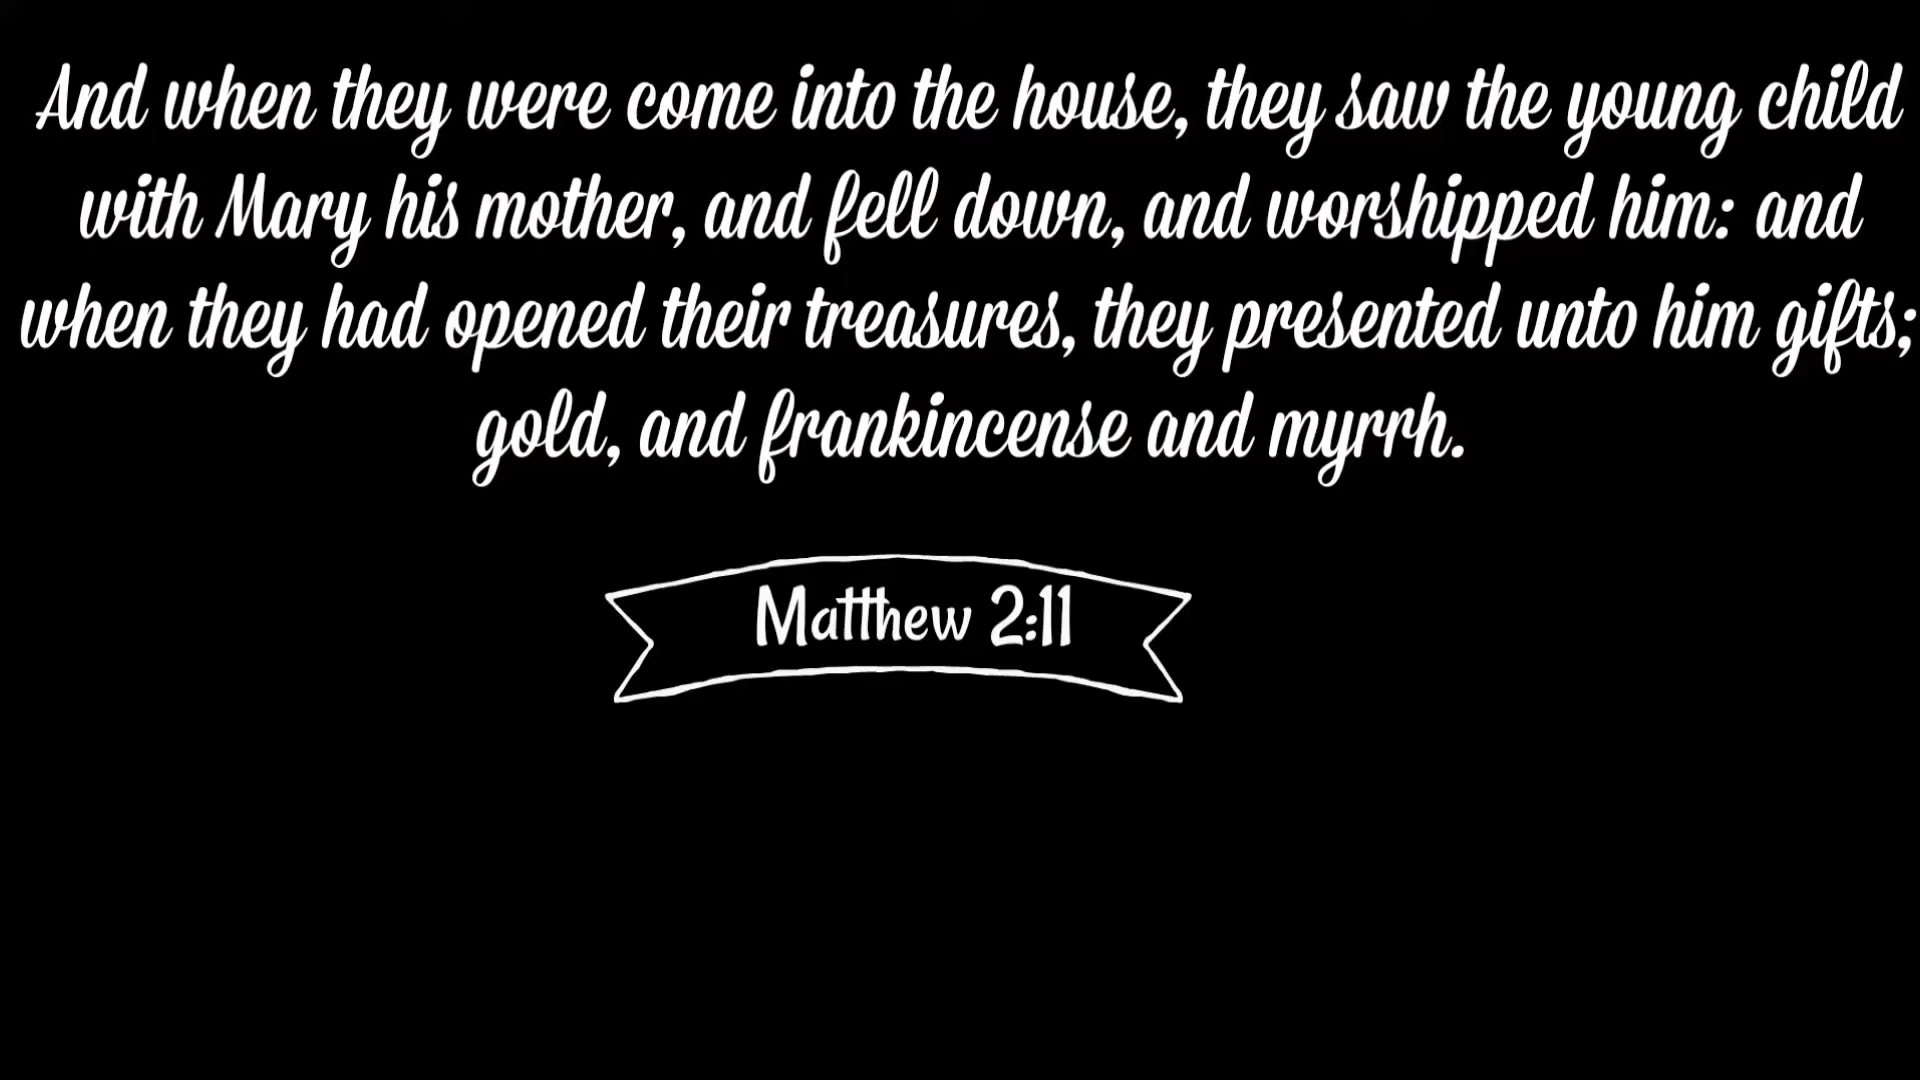 And when they were come into the house, they saw the young child
with Mary his mother, and fell down, and worshipped him: and
when they had opened their treasures, they presented unto him gifts;
gold, and frankincense and myrrh.
Matthew 2:11